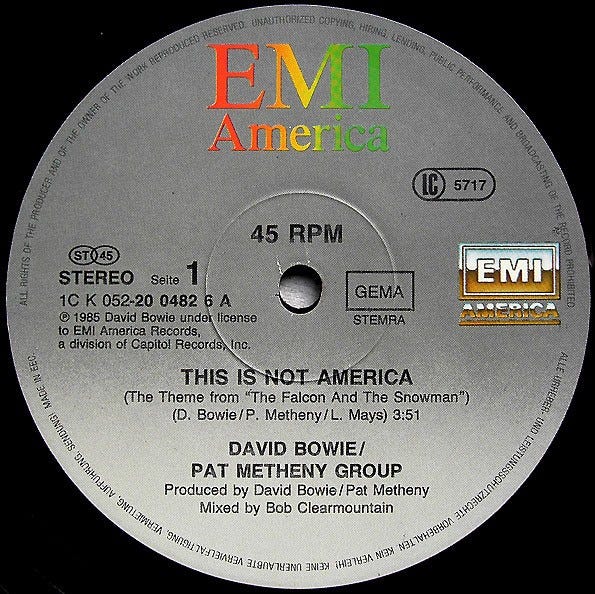 EMI
America
LC 5717
45 RPM
ST 45
STEREO Seite 1
1C K 052-20 0482 6 A
℗ 1985 David Bowie under license
to EMI America Records,
a division of Capitol Records, Inc.
GEMA
STEMRA
EMI
AMERICA
THIS IS NOT AMERICA
(The Theme from "The Falcon And The Snowman")
(D. Bowie/P. Metheny/L. Mays) 3:51
DAVID BOWIE/
PAT METHENY GROUP
Produced by David Bowie/Pat Metheny
Mixed by Bob Clearmountain
ALL RIGHTS OF THE PRODUCER AND OF THE OWNER OF THE WORK REPRODUCED RESERVED. UNAUTHORIZED COPYING, HIRING, LENDING, PUBLIC PERFORMANCE AND BROADCASTING OF THE RECORD PROHIBITED
ALLE URHEBER- UND LEISTUNGSSCHUTZRECHTE VORBEHALTEN. KEIN VERLEIH! KEINE UNERLAUBTE VERVIELFÄLTIGUNG, VERMIETUNG, AUFFÜHRUNG, SENDUNG! MADE IN EEC.